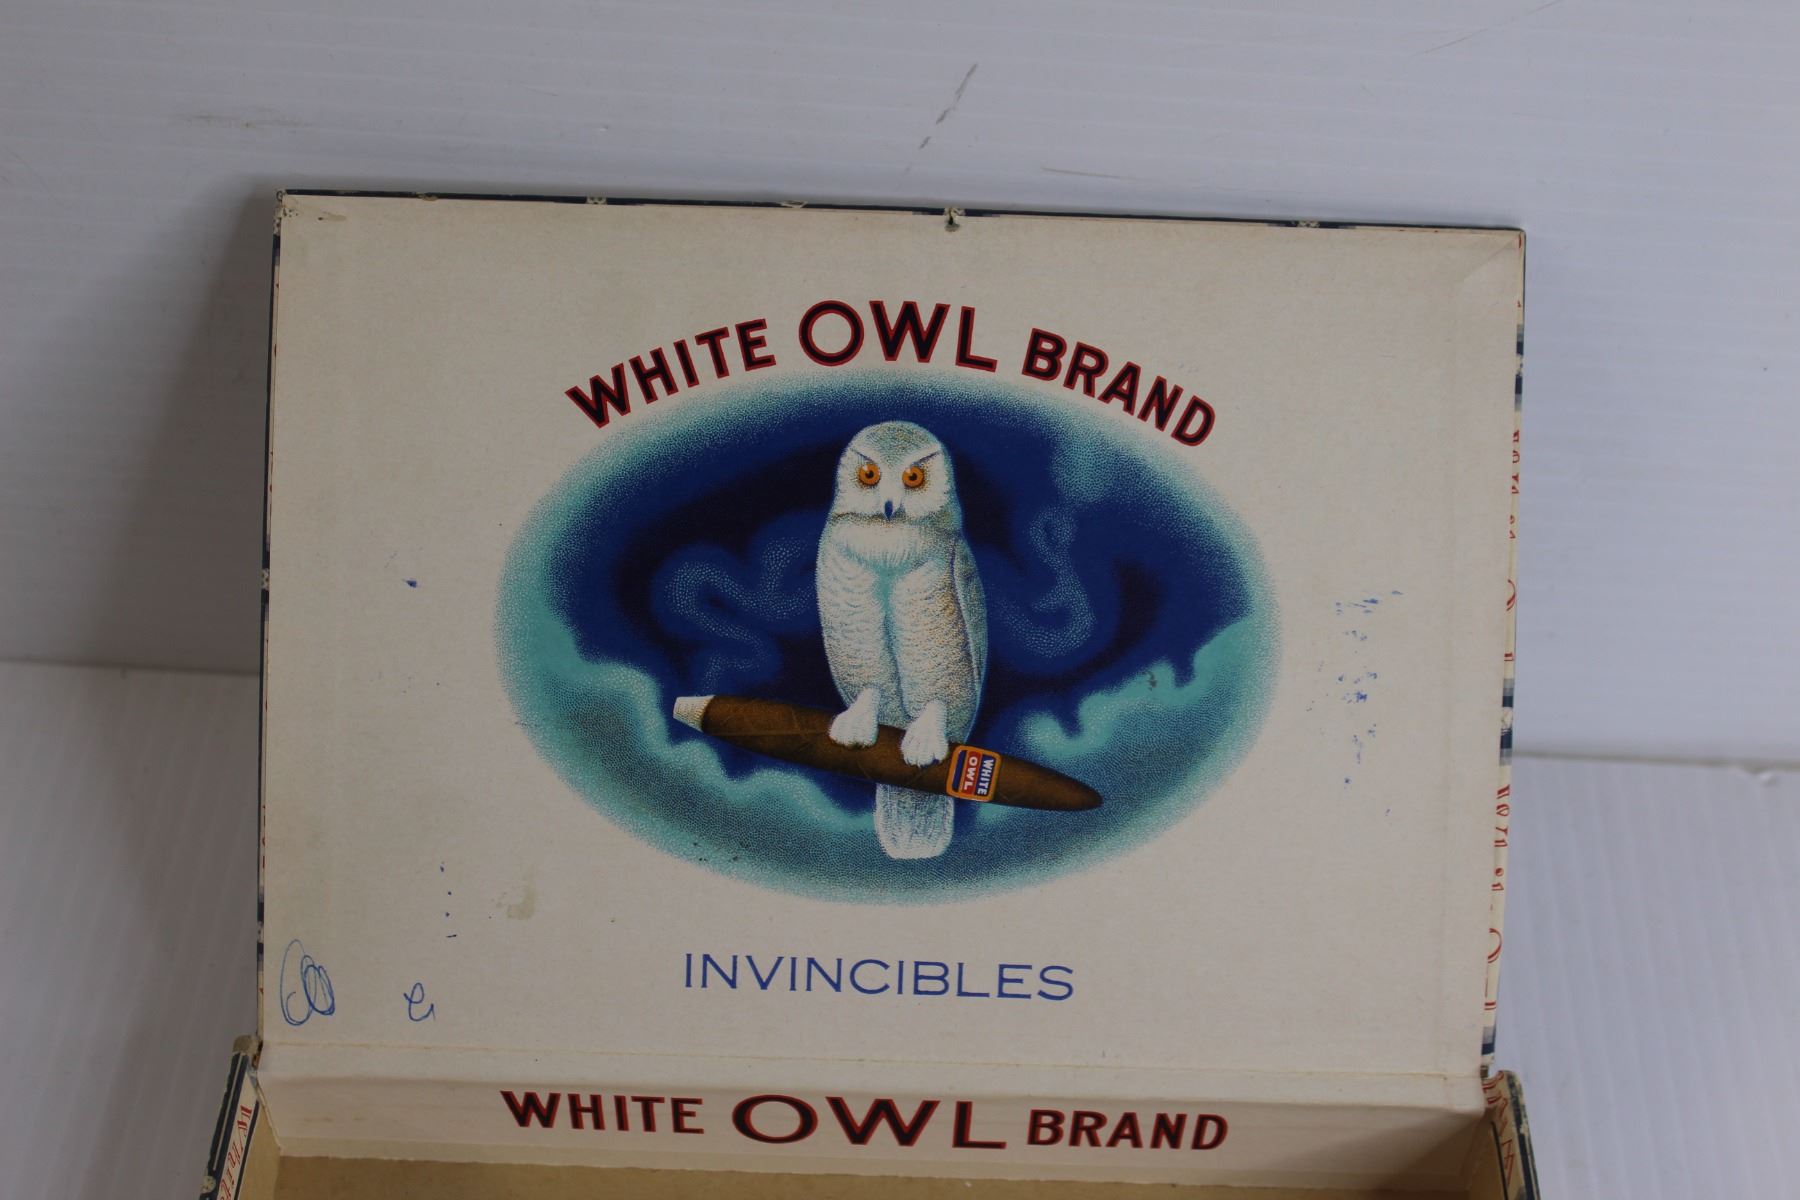 WHITE OWL BRAND
WHITE
OWL
INVINCIBLES
WHITE OWL BRAND